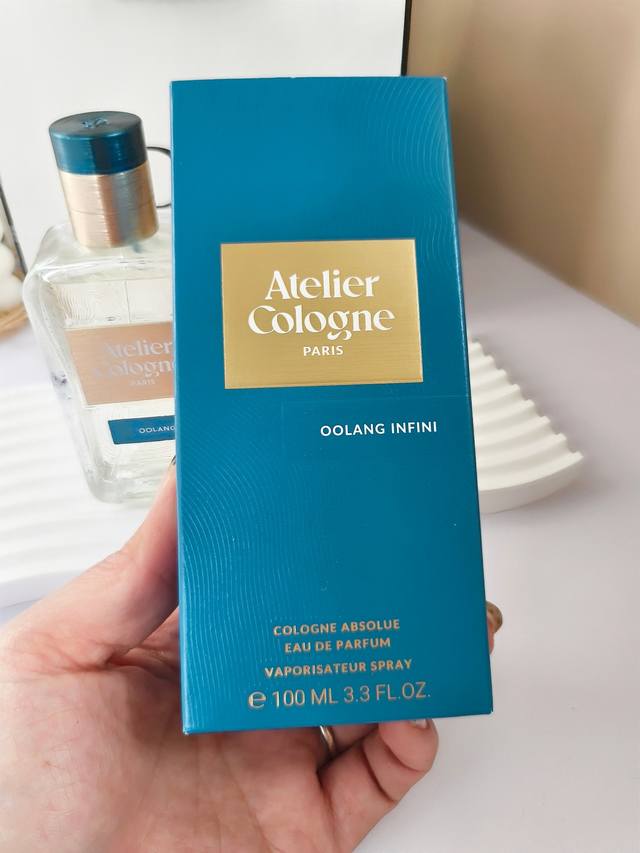 Atelier
Cologne
PARIS
OOLANG INFINI
COLOGNE ABSOLUE
EAU DE PARFUM
VAPORISATEUR SPRAY
℮ 100 ML 3.3 FL.OZ.
Atelier
Cologne
PARIS
OOLANG